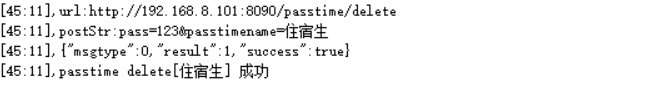 [45:11],url:http://192.168.8.101:8090/passtime/delete
[45:11],postStr:pass=123&passtimename=住宿生
[45:11],{"msgtype":0,"result":1,"success":true}
[45:11],passtime delete[住宿生] 成功